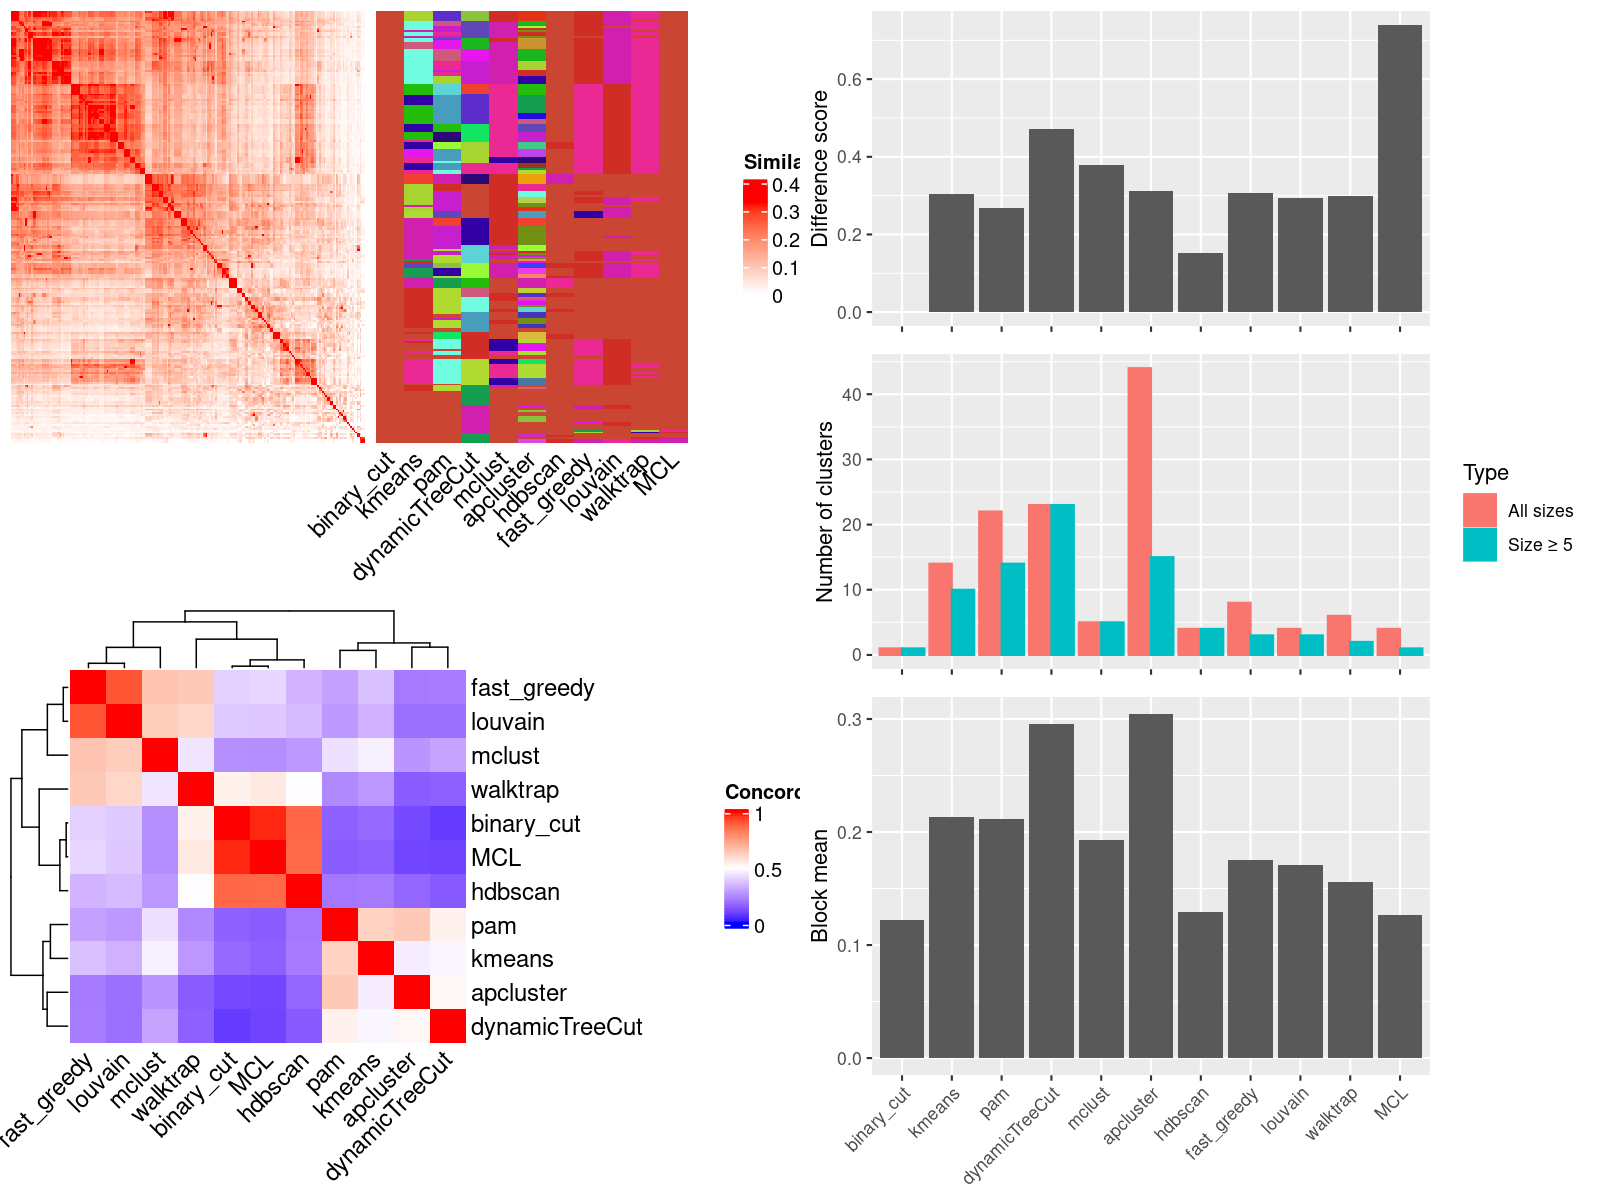 Simila
0.4
0.3
0.2
0.1
0
binary_cut
kmeans
pam
dynamicTreeCut
mclust
apcluster
hdbscan
fast_greedy
louvain
walktrap
MCL
fast_greedy
louvain
mclust
walktrap
binary_cut
MCL
hdbscan
pam
kmeans
apcluster
dynamicTreeCut
fast_greedy
louvain
mclust
walktrap
binary_cut
MCL
hdbscan
pam
kmeans
apcluster
dynamicTreeCut
Concord
1
0.5
0
Difference score
0.6
0.4
0.2
0.0
Number of clusters
40
30
20
10
0
Type
All sizes
Size ≥ 5
Block mean
0.3
0.2
0.1
0.0
binary_cut
kmeans
pam
dynamicTreeCut
mclust
apcluster
hdbscan
fast_greedy
louvain
walktrap
MCL